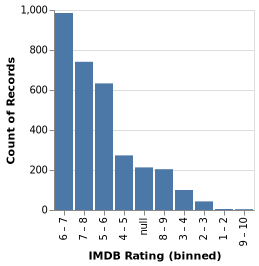 1,000
800
600
400
200
0
Count of Records
6 – 7
7 – 8
5 – 6
4 – 5
null
8 – 9
3 – 4
2 – 3
1 – 2
9 – 10
IMDB Rating (binned)